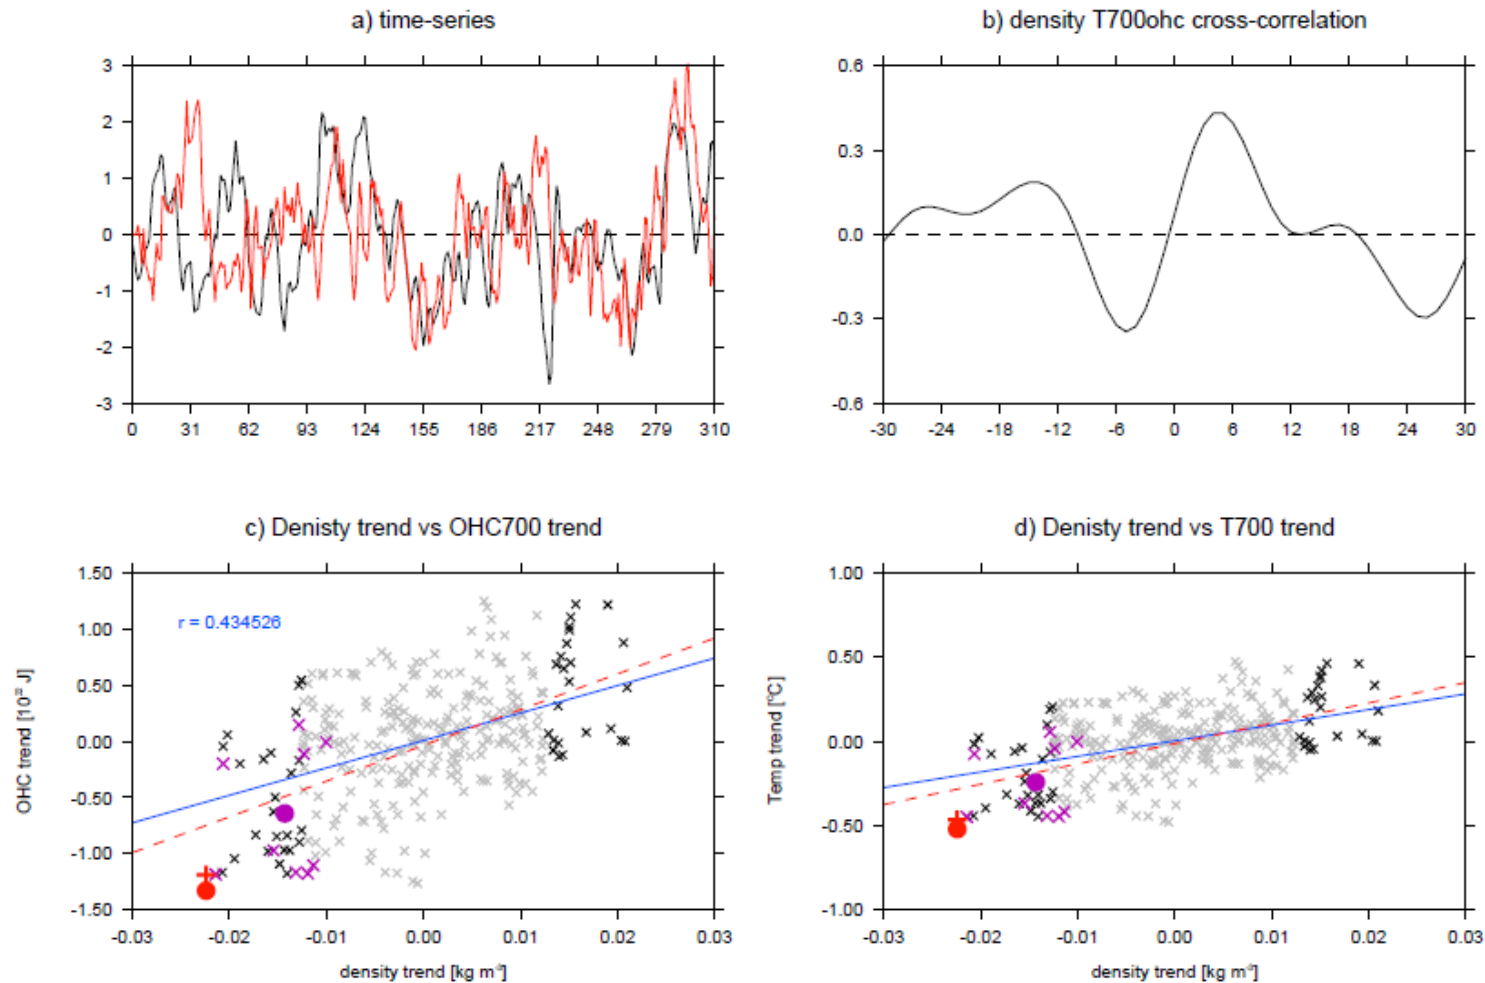 a) time-series
b) density T700ohc cross-correlation
3
2
1
0
-1
-2
-3
0 31 62 93 124 155 186 217 248 279 310
0.6
0.3
0.0
-0.3
-0.6
-30 -24 -18 -12 -6 0 6 12 18 24 30
c) Denisty trend vs OHC700 trend
d) Denisty trend vs T700 trend
OHC trend [10²² J]
1.50
1.00
0.50
0.00
-0.50
-1.00
-1.50
r = 0.434526
-0.03 -0.02 -0.01 0.00 0.01 0.02 0.03
density trend [kg m⁻³]
Temp trend [°C]
1.00
0.50
0.00
-0.50
-1.00
-0.03 -0.02 -0.01 0.00 0.01 0.02 0.03
density trend [kg m⁻³]